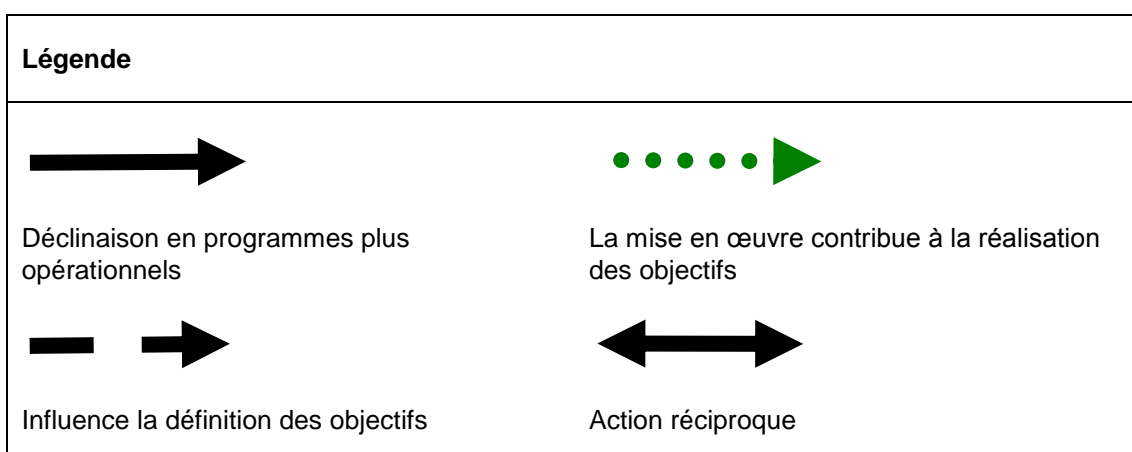 Légende
Déclinaison en programmes plus
opérationnels
La mise en œuvre contribue à la réalisation
des objectifs
Influence la définition des objectifs
Action réciproque